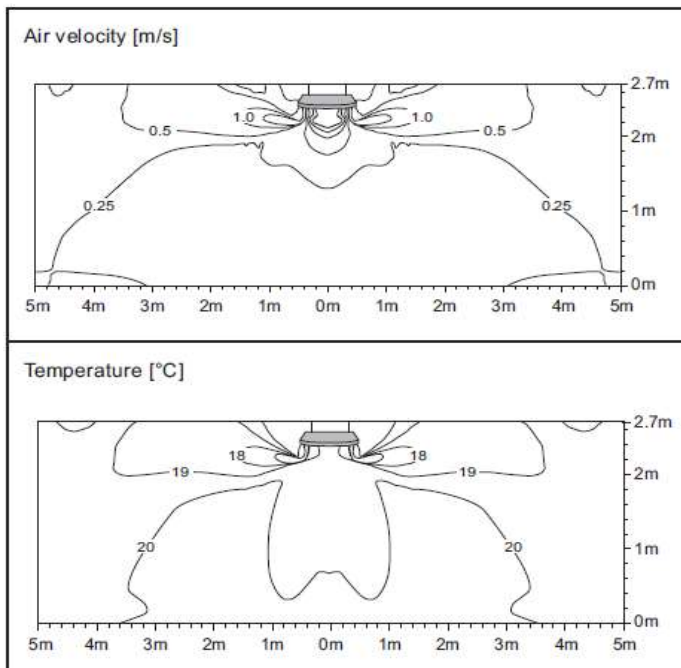 Air velocity [m/s]
2.7m
1.0 1.0
0.5 0.5
2m
0.25 0.25
1m
0m
5m 4m 3m 2m 1m 0m 1m 2m 3m 4m 5m
Temperature [°C]
2.7m
18 18
19 19
2m
20 20
1m
0m
5m 4m 3m 2m 1m 0m 1m 2m 3m 4m 5m